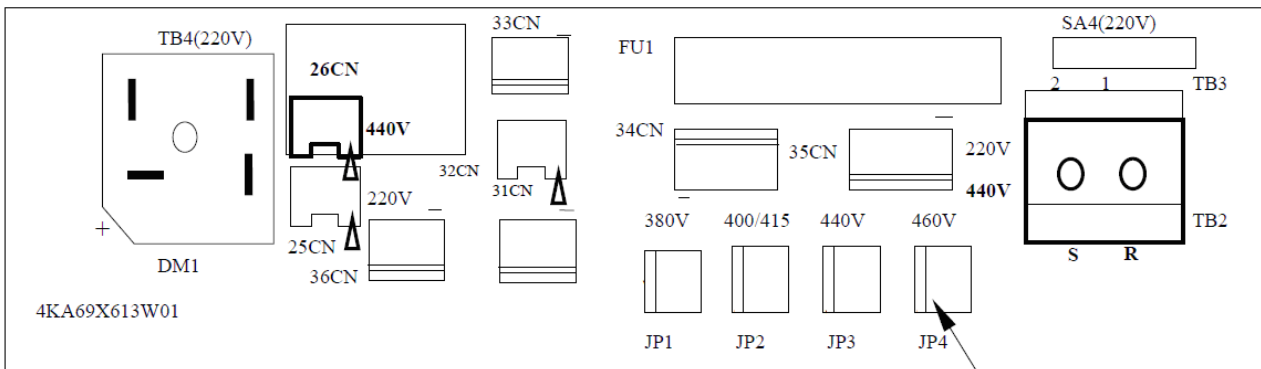 33CN
SA4(220V)
TB4(220V)
FU1
26CN
2 1
TB3
440V
34CN
35CN
220V
32CN
31CN
440V
220V
380V
400/415
440V
460V
TB2
+
25CN
S R
DM1
36CN
4KA69X613W01
JP1
JP2
JP3
JP4